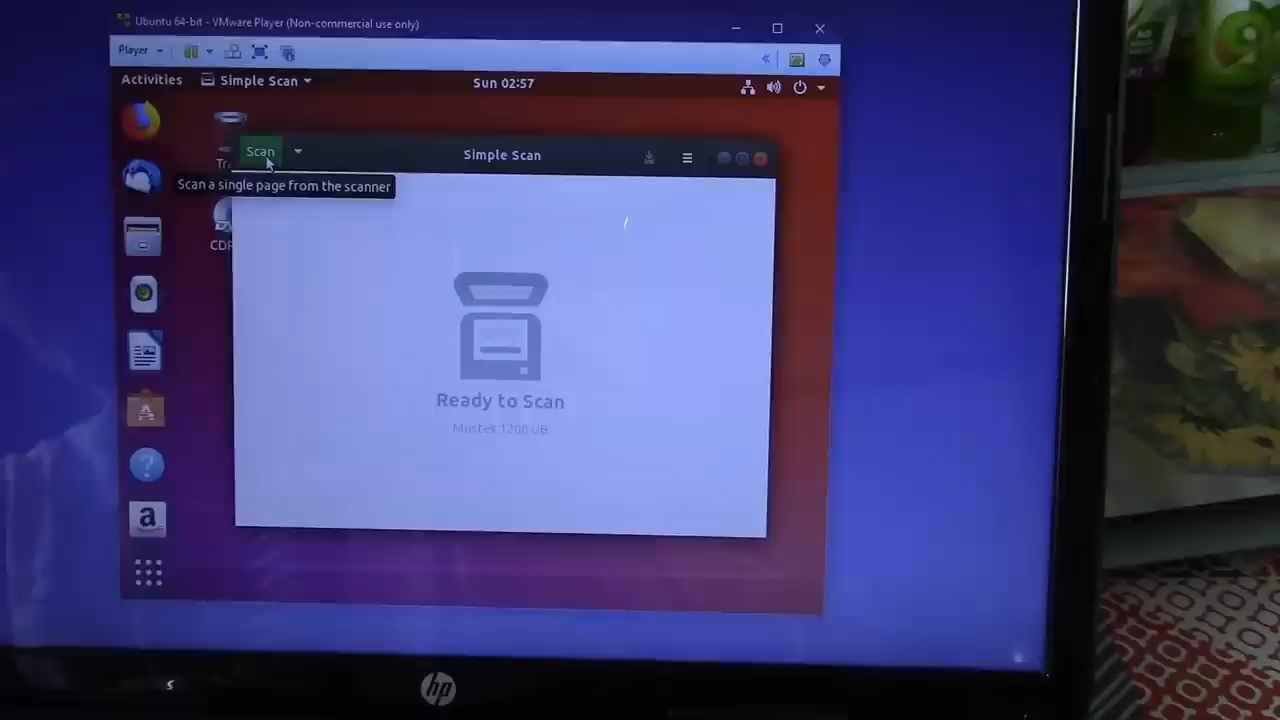 Ubuntu 64-bit - VMware Player (Non-commercial use only)
Player
Activities
Simple Scan
Sun 02:57
Scan
Simple Scan
Scan a single page from the scanner
Ready to Scan
Mustek 1200 UB
a
?
hp